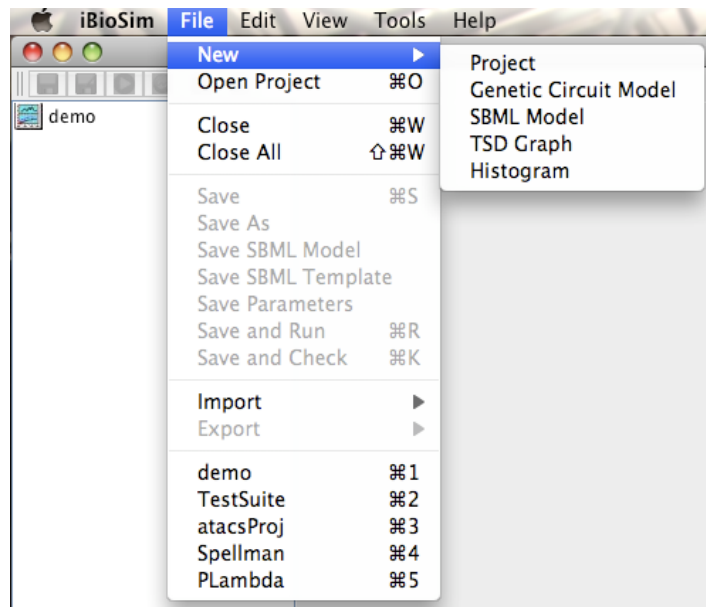 iBioSim File Edit View Tools Help
New
Open Project ⌘O
Close ⌘W
Close All ⇧⌘W
Save ⌘S
Save As
Save SBML Model
Save SBML Template
Save Parameters
Save and Run ⌘R
Save and Check ⌘K
Import
Export
demo ⌘1
TestSuite ⌘2
atacsProj ⌘3
Spellman ⌘4
PLambda ⌘5
Project
Genetic Circuit Model
SBML Model
TSD Graph
Histogram
demo